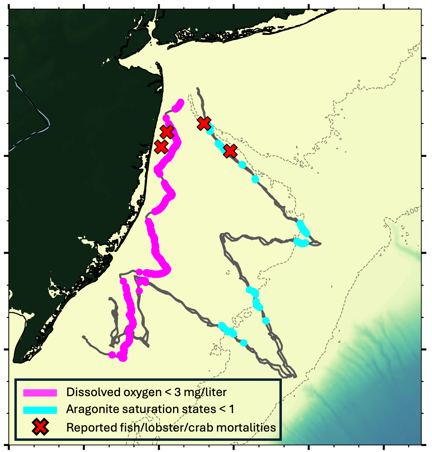 Dissolved oxygen < 3 mg/liter
Aragonite saturation states < 1
Reported fish/lobster/crab mortalities